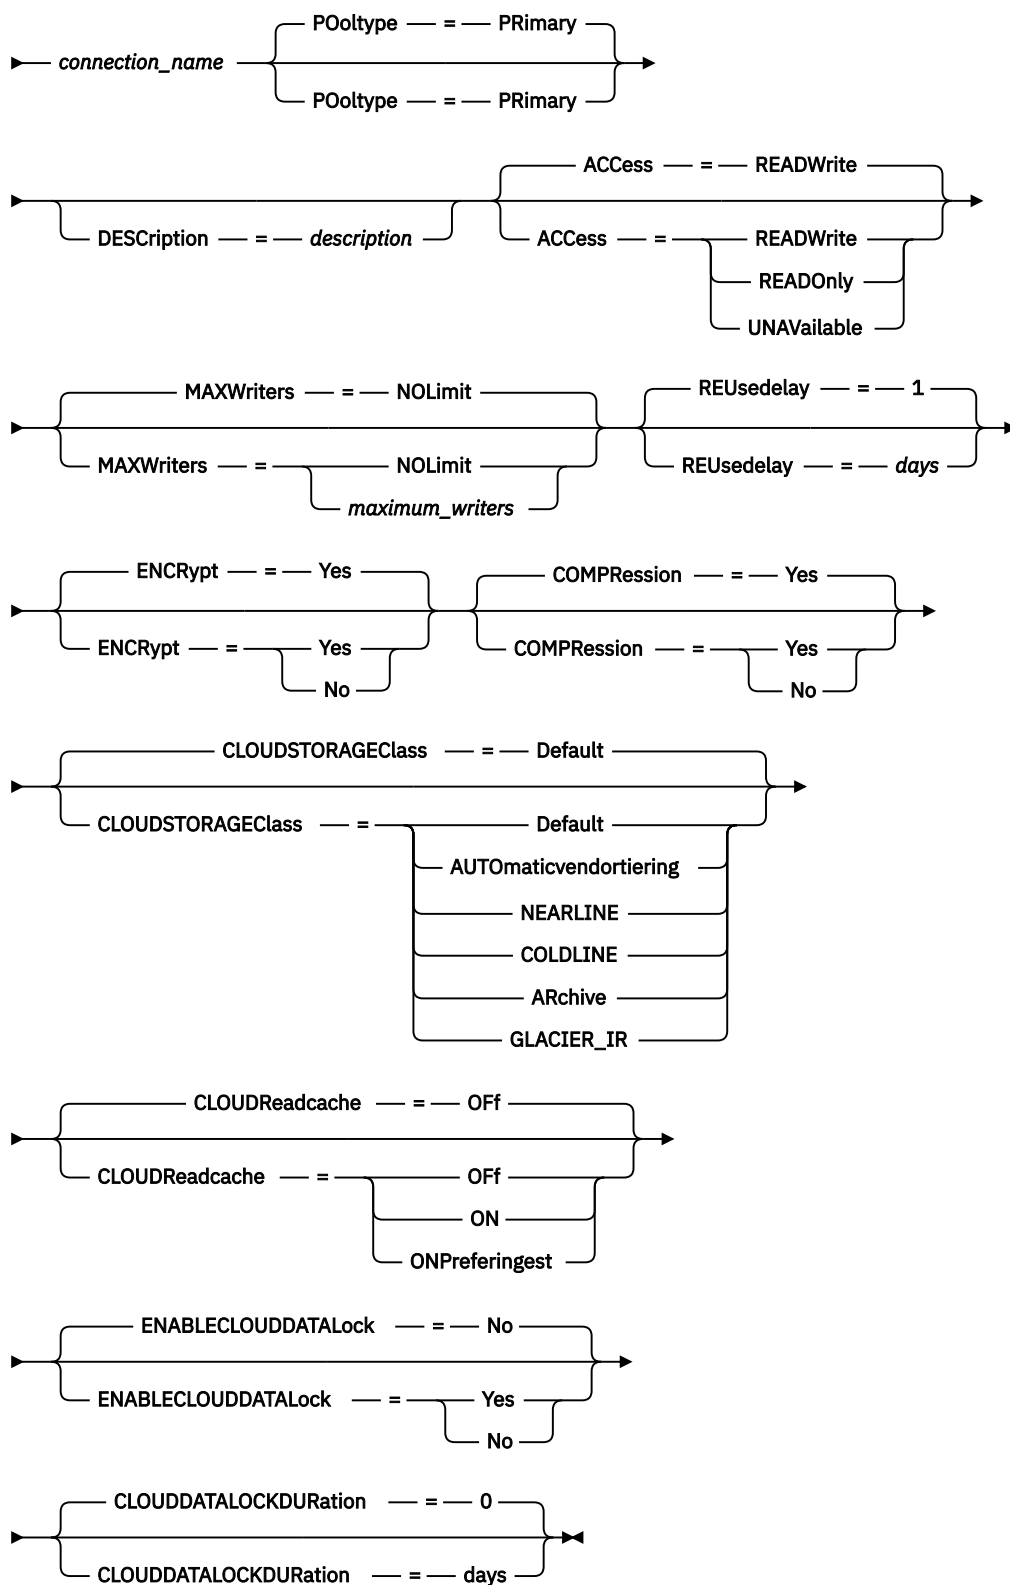 POoltype = PRimary
connection_name
POoltype = PRimary
ACCess = READWrite
DESCription = description ACCess = READWrite
READOnly
UNAVailable
MAXWriters = NOLimit REUsedelay = 1
MAXWriters = NOLimit REUsedelay = days
maximum_writers
ENCRypt = Yes COMPRession = Yes
ENCRypt = Yes COMPRession = Yes
No No
CLOUDSTORAGEClass = Default
CLOUDSTORAGEClass = Default
AUTOmaticvendortiering
NEARLINE
COLDLINE
ARchive
GLACIER_IR
CLOUDReadcache = OFf
CLOUDReadcache = OFf
ON
ONPreferingest
ENABLECLOUDDATALock = No
ENABLECLOUDDATALock = Yes
No
CLOUDDATALOCKDURation = 0
CLOUDDATALOCKDURation = days